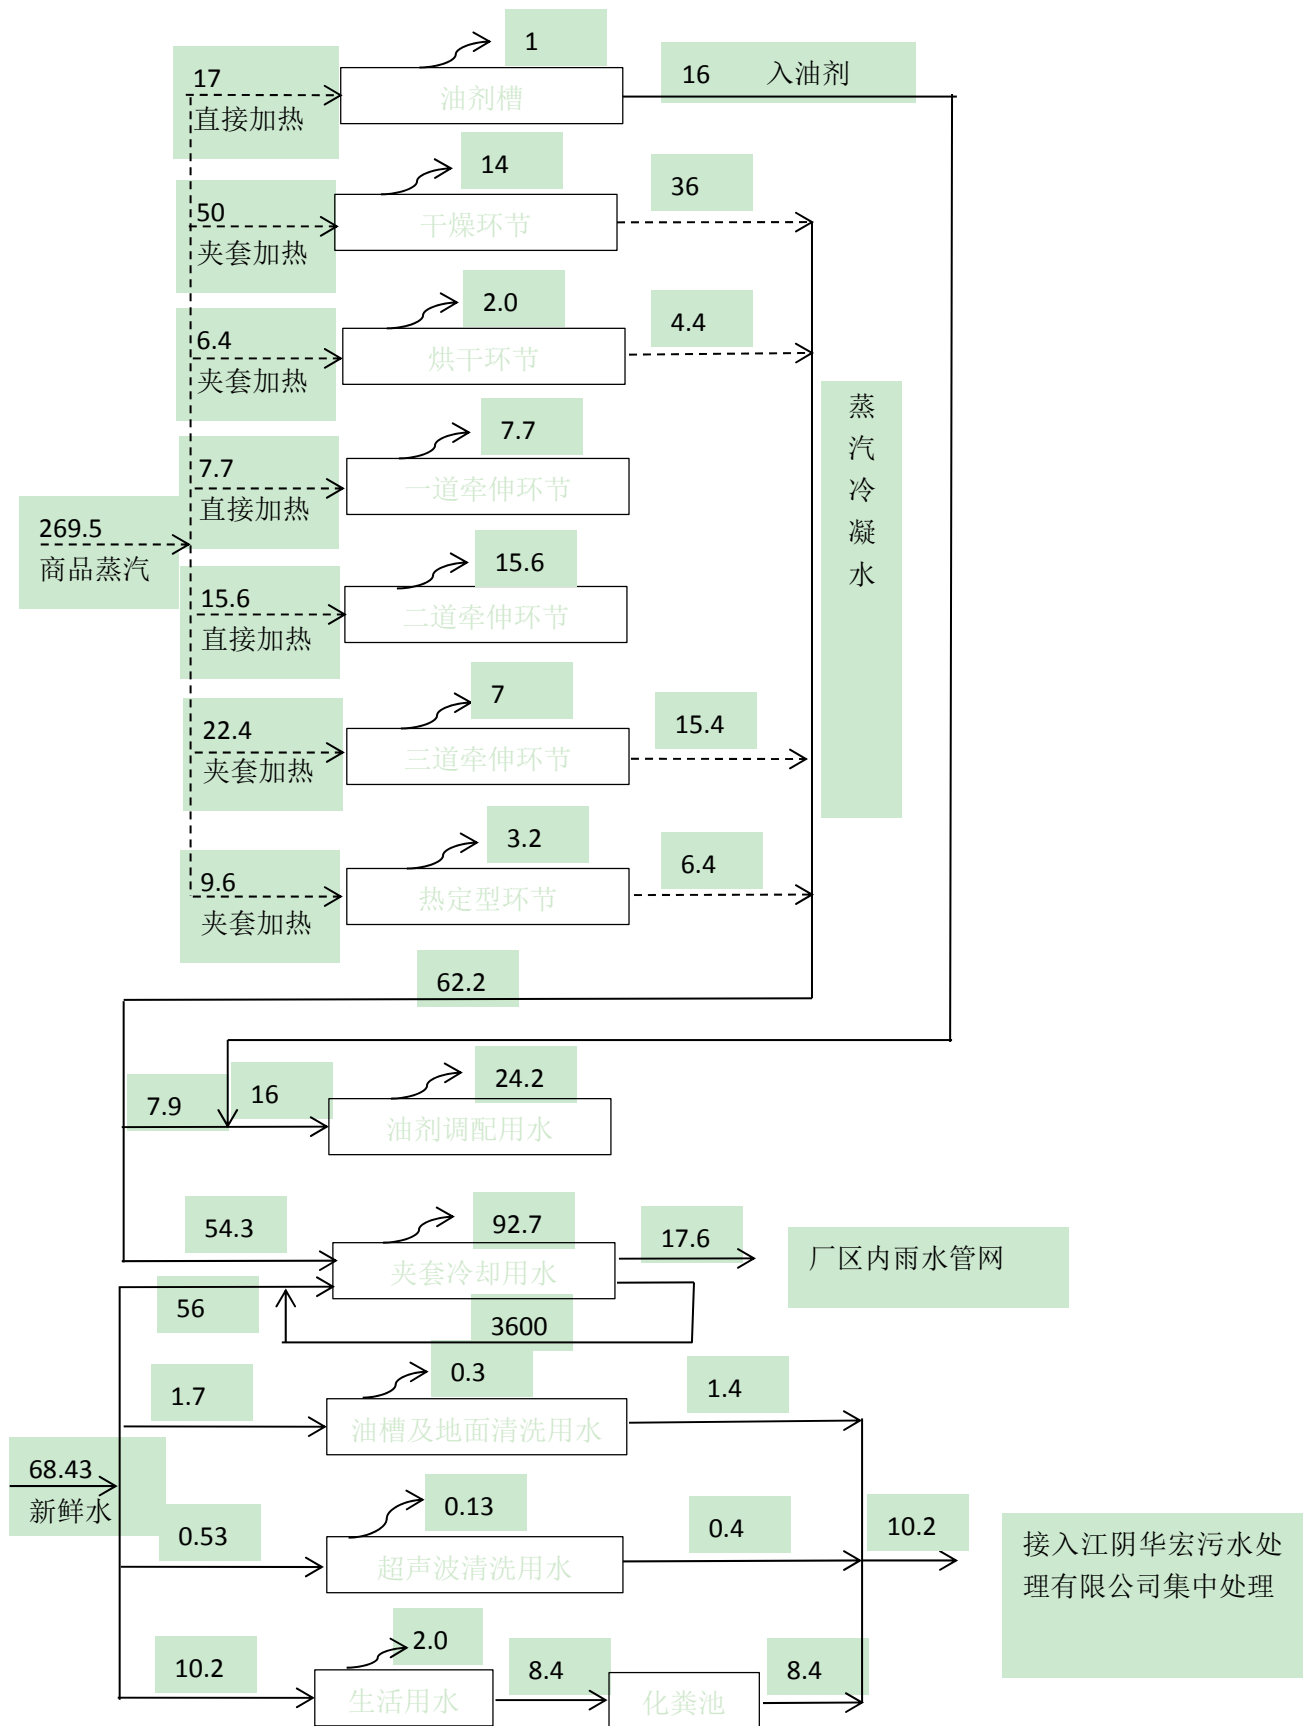 1
17
16 入油剂
油剂槽
直接加热
14
36
50
干燥环节
夹套加热
2.0
4.4
6.4
烘干环节
夹套加热
蒸汽冷凝水
7.7
7.7
一道牵伸环节
直接加热
269.5
商品蒸汽
15.6
15.6
二道牵伸环节
直接加热
7
15.4
22.4
三道牵伸环节
夹套加热
3.2
6.4
9.6
热定型环节
夹套加热
62.2
24.2
7.9
16
油剂调配用水
54.3
92.7
17.6
厂区内雨水管网
夹套冷却用水
56
3600
1.7
0.3
1.4
油槽及地面清洗用水
68.43
新鲜水
0.53
0.13
0.4
10.2
超声波清洗用水
接入江阴华宏污水处
理有限公司集中处理
10.2
2.0
8.4
8.4
生活用水
化粪池